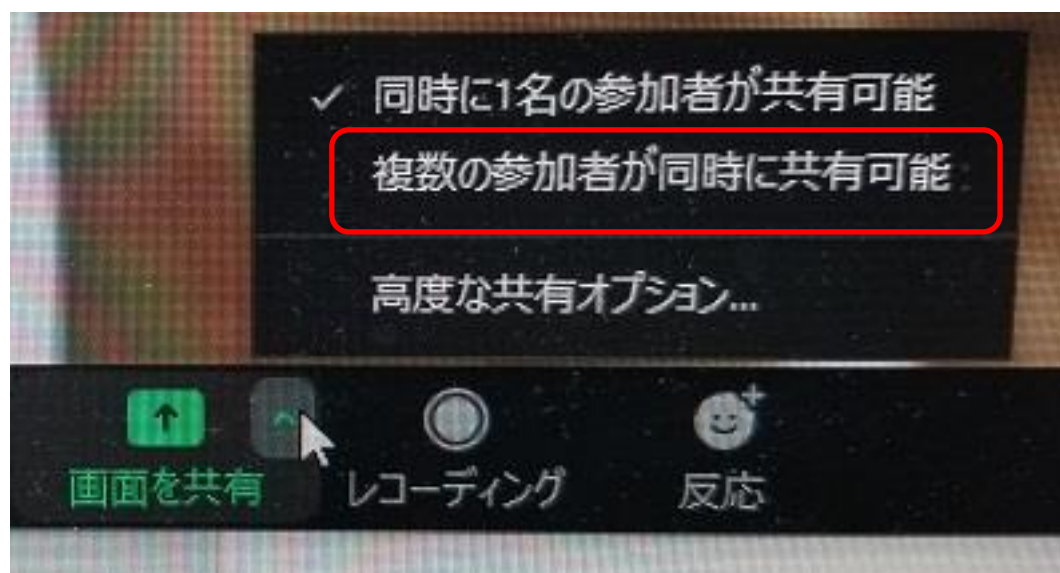 同時に1名の参加者が共有可能
複数の参加者が同時に共有可能
高度な共有オプション...
画面を共有
レコーディング
反応